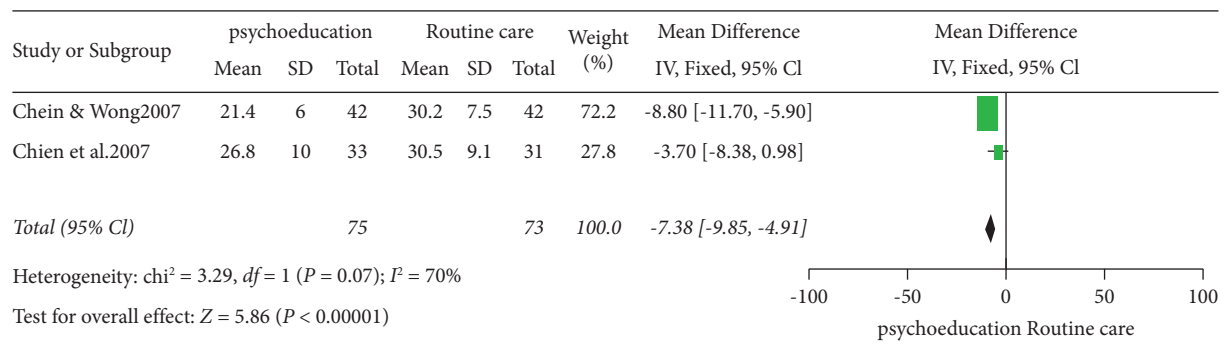 Study or Subgroup psychoeducation Routine care Weight (%) Mean Difference Mean Difference
Mean SD Total Mean SD Total IV, Fixed, 95% Cl IV, Fixed, 95% Cl
Chein & Wong2007 21.4 6 42 30.2 7.5 42 72.2 -8.80 [-11.70, -5.90]
Chien et al.2007 26.8 10 33 30.5 9.1 31 27.8 -3.70 [-8.38, 0.98]
Total (95% Cl) 75 73 100.0 -7.38 [-9.85, -4.91]
Heterogeneity: chi² = 3.29, df = 1 (P = 0.07); I² = 70%
Test for overall effect: Z = 5.86 (P < 0.00001)
-100 -50 0 50 100
psychoeducation Routine care